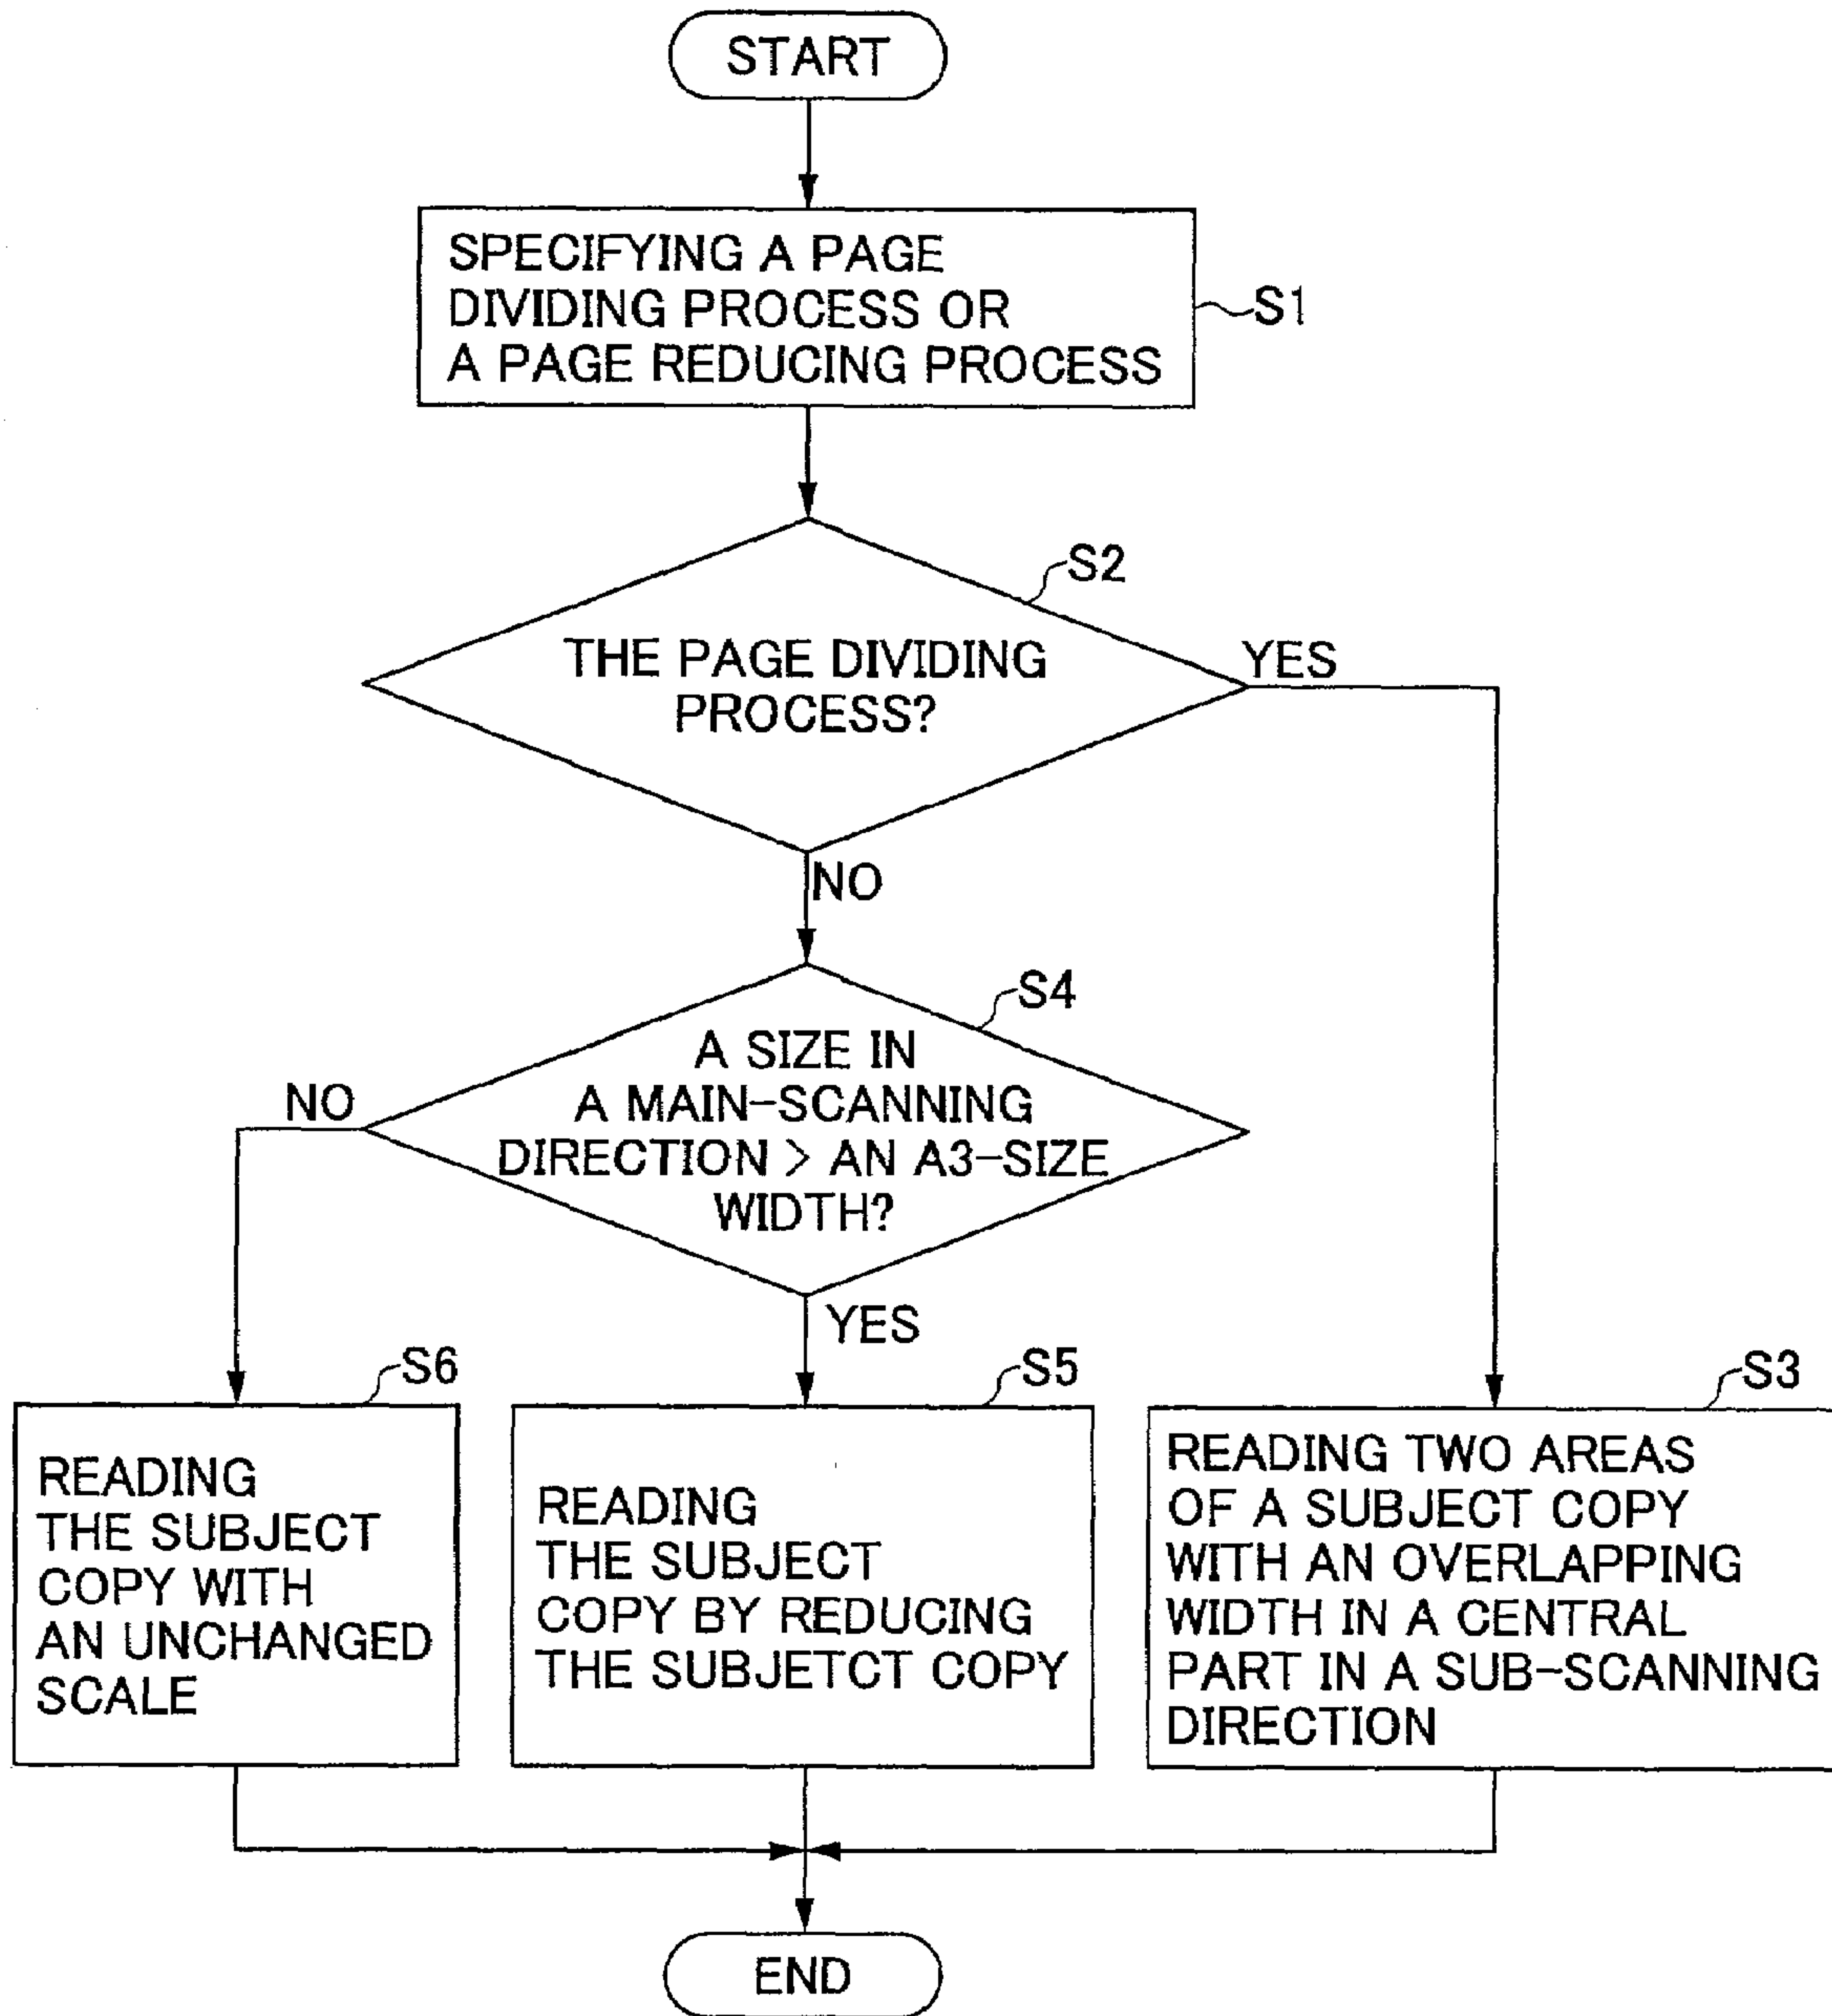 START
SPECIFYING A PAGE
DIVIDING PROCESS OR
A PAGE REDUCING PROCESS
S1
S2
THE PAGE DIVIDING
PROCESS?
YES
NO
S4
A SIZE IN
A MAIN-SCANNING
DIRECTION > AN A3-SIZE
WIDTH?
NO
YES
S6
READING
THE SUBJECT
COPY WITH
AN UNCHANGED
SCALE
S5
READING
THE SUBJECT
COPY BY REDUCING
THE SUBJETCT COPY
S3
READING TWO AREAS
OF A SUBJECT COPY
WITH AN OVERLAPPING
WIDTH IN A CENTRAL
PART IN A SUB-SCANNING
DIRECTION
END